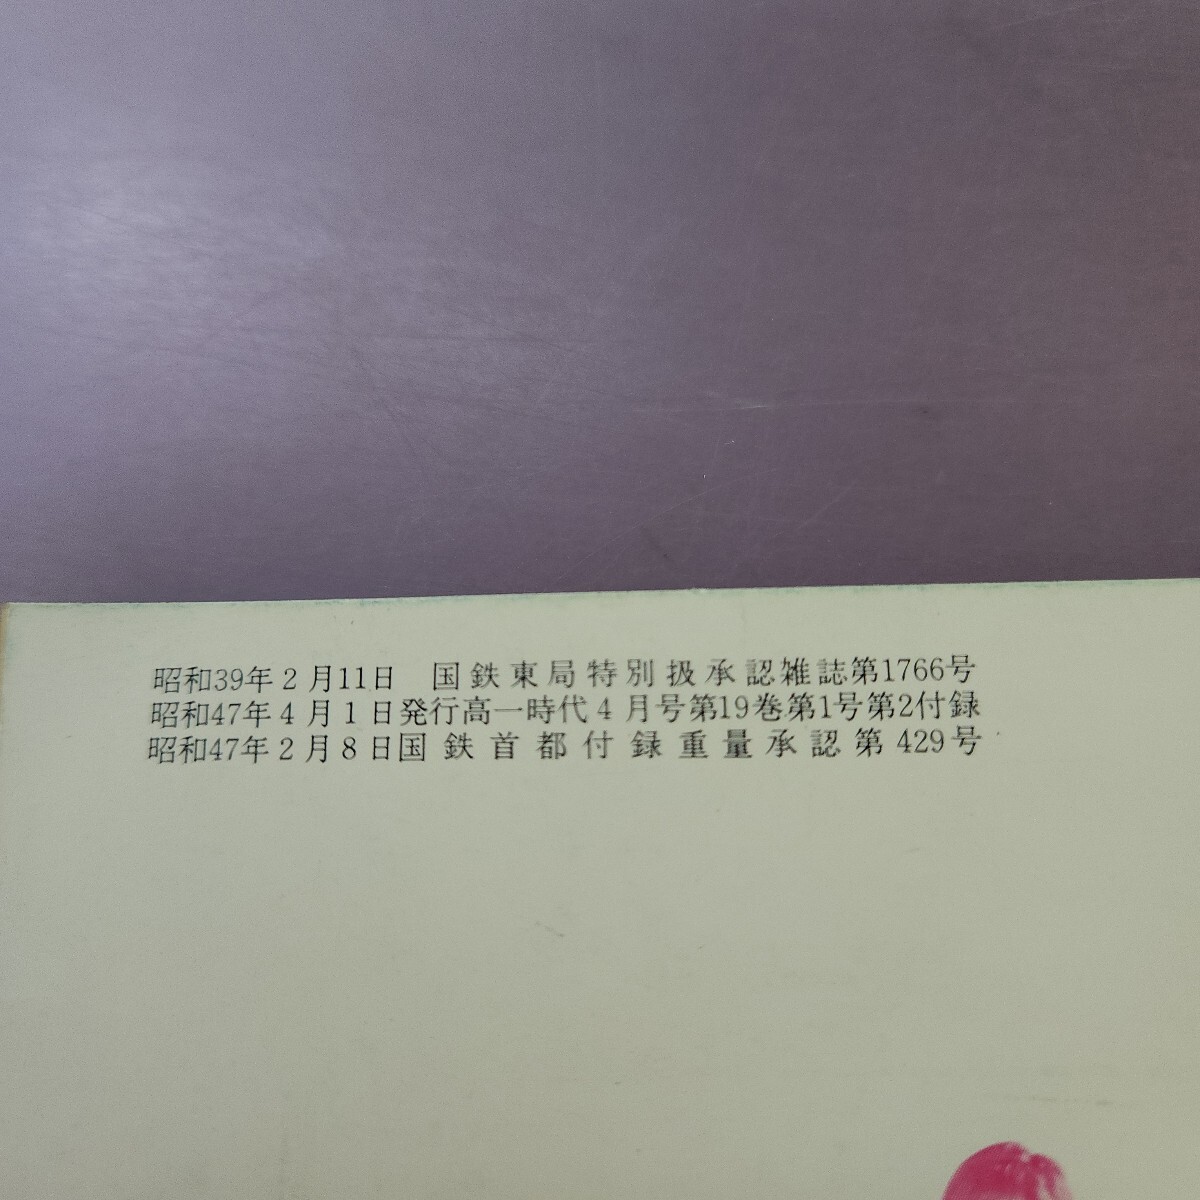 昭和39年2月11日 国鉄東局特別扱承認雑誌第1766号
昭和47年4月1日発行高一時代4月号第19巻第1号第2付録
昭和47年2月8日国鉄首都付録重量承認第429号